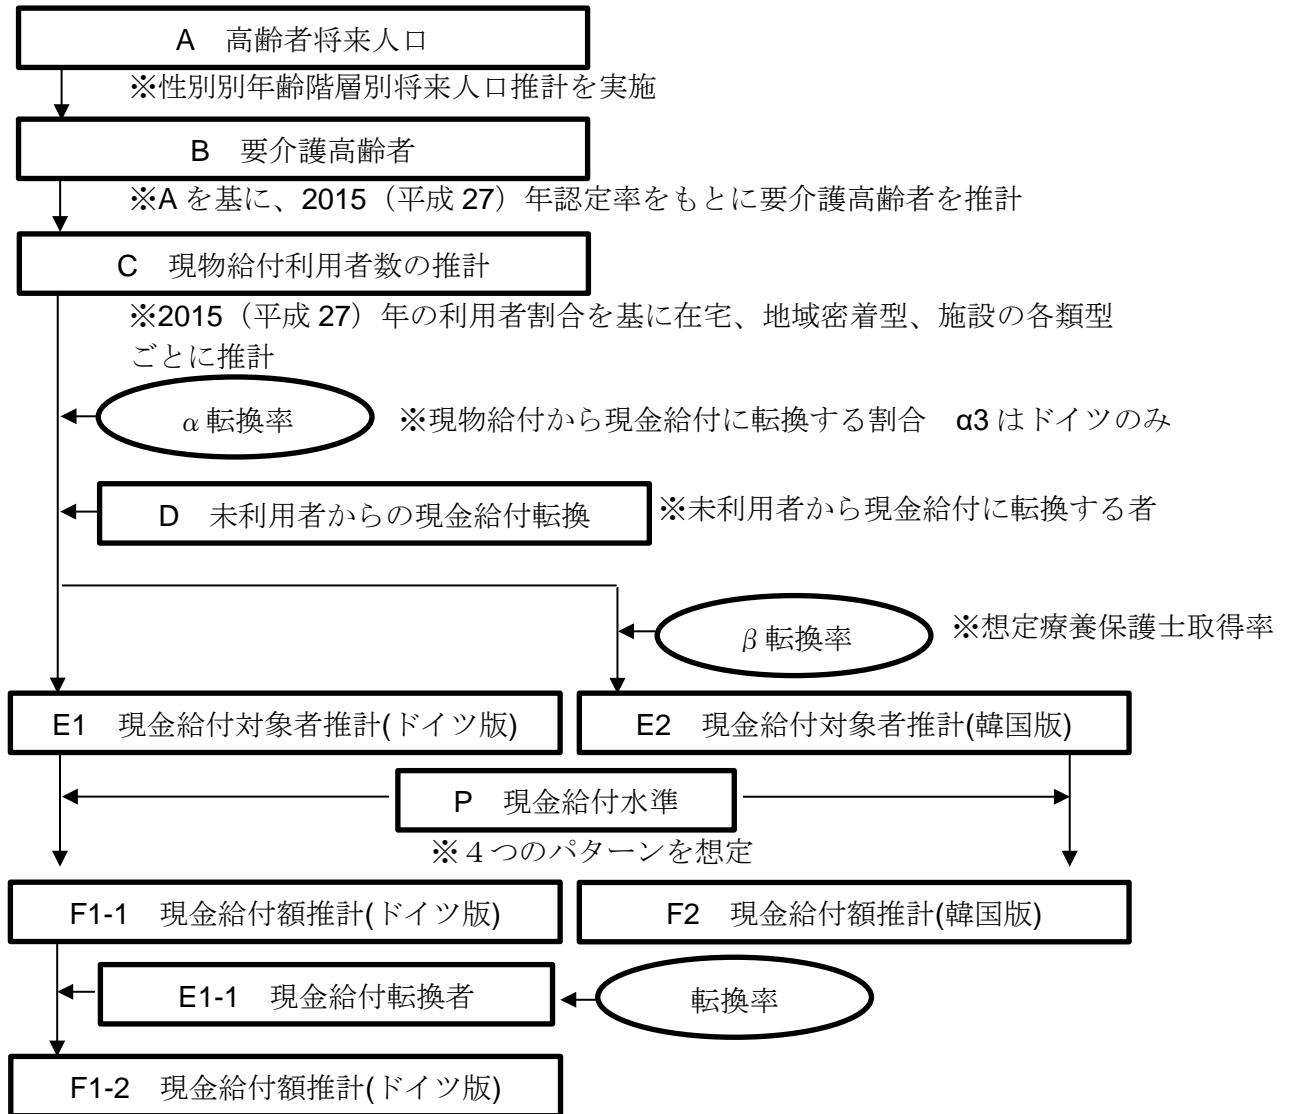 A 高齢者将来人口
※性別別年齢階層別将来人口推計を実施
B 要介護高齢者
※A を基に、2015（平成 27）年認定率をもとに要介護高齢者を推計
C 現物給付利用者数の推計
※2015（平成 27）年の利用者割合を基に在宅、地域密着型、施設の各類型
ごとに推計
α転換率
※現物給付から現金給付に転換する割合 α3 はドイツのみ
D 未利用者からの現金給付転換
※未利用者から現金給付に転換する者
β転換率
※想定療養保護士取得率
E1 現金給付対象者推計(ドイツ版)
E2 現金給付対象者推計(韓国版)
P 現金給付水準
※４つのパターンを想定
F1-1 現金給付額推計(ドイツ版)
F2 現金給付額推計(韓国版)
E1-1 現金給付転換者
転換率
F1-2 現金給付額推計(ドイツ版)